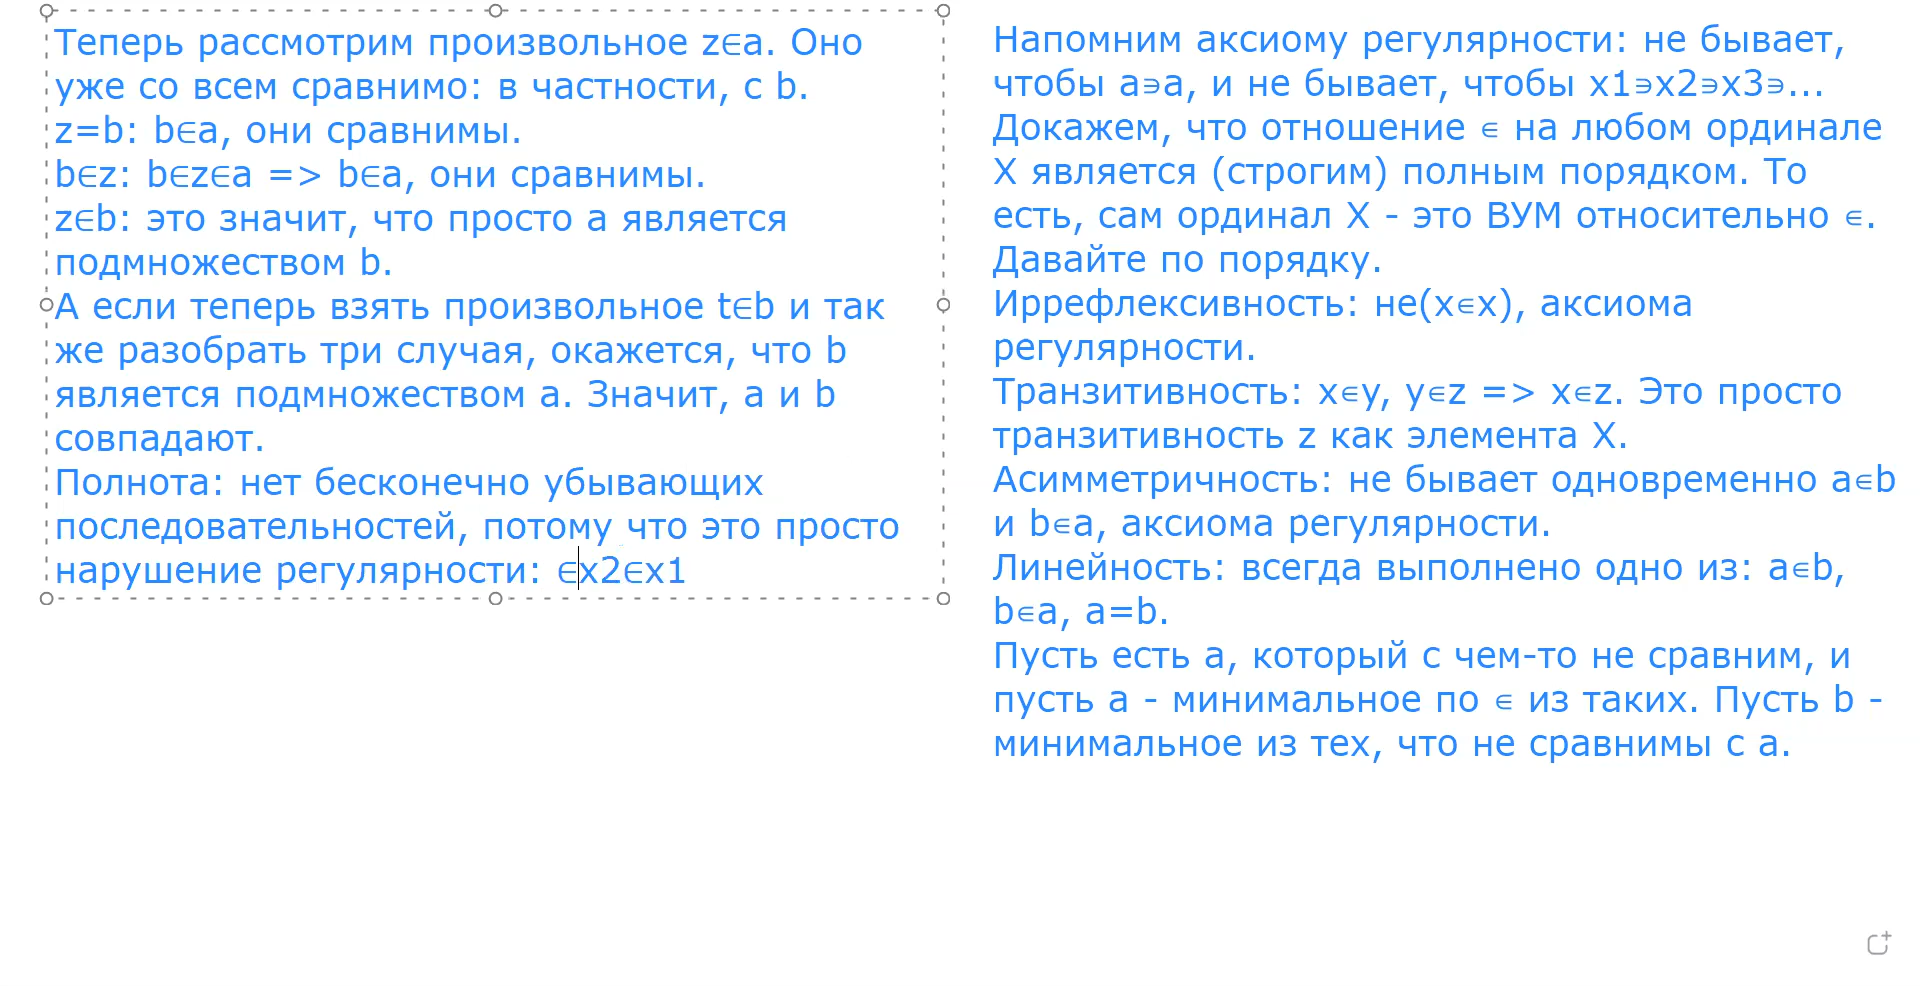 Теперь рассмотрим произвольное z∈a. Оно
уже со всем сравнимо: в частности, с b.
z=b: b∈a, они сравнимы.
b∈z: b∈z∈a => b∈a, они сравнимы.
z∈b: это значит, что просто a является
подмножеством b.
А если теперь взять произвольное t∈b и так
же разобрать три случая, окажется, что b
является подмножеством a. Значит, a и b
совпадают.
Полнота: нет бесконечно убывающих
последовательностей, потому что это просто
нарушение регулярности: ∈x2∈x1
Напомним аксиому регулярности: не бывает,
чтобы a∋a, и не бывает, чтобы x1∋x2∋x3∋...
Докажем, что отношение ∈ на любом ординале
X является (строгим) полным порядком. То
есть, сам ординал X - это ВУМ относительно ∈.
Давайте по порядку.
Иррефлексивность: не(x∈x), аксиома
регулярности.
Транзитивность: x∈y, y∈z => x∈z. Это просто
транзитивность z как элемента X.
Асимметричность: не бывает одновременно a∈b
и b∈a, аксиома регулярности.
Линейность: всегда выполнено одно из: a∈b,
b∈a, a=b.
Пусть есть a, который с чем-то не сравним, и
пусть a - минимальное по ∈ из таких. Пусть b -
минимальное из тех, что не сравнимы с a.